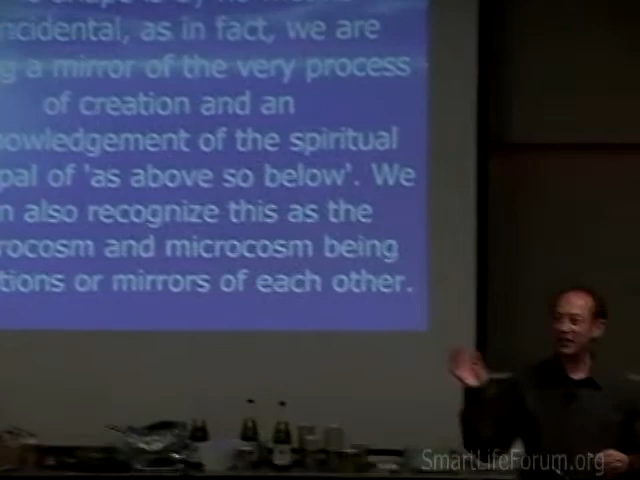 ncidental, as in fact, we are
g a mirror of the very process
of creation and an
owledgement of the spiritual
pal of 'as above so below'. We
n also recognize this as the
rocosm and microcosm being
tions or mirrors of each other.
SmartLifeForum.org